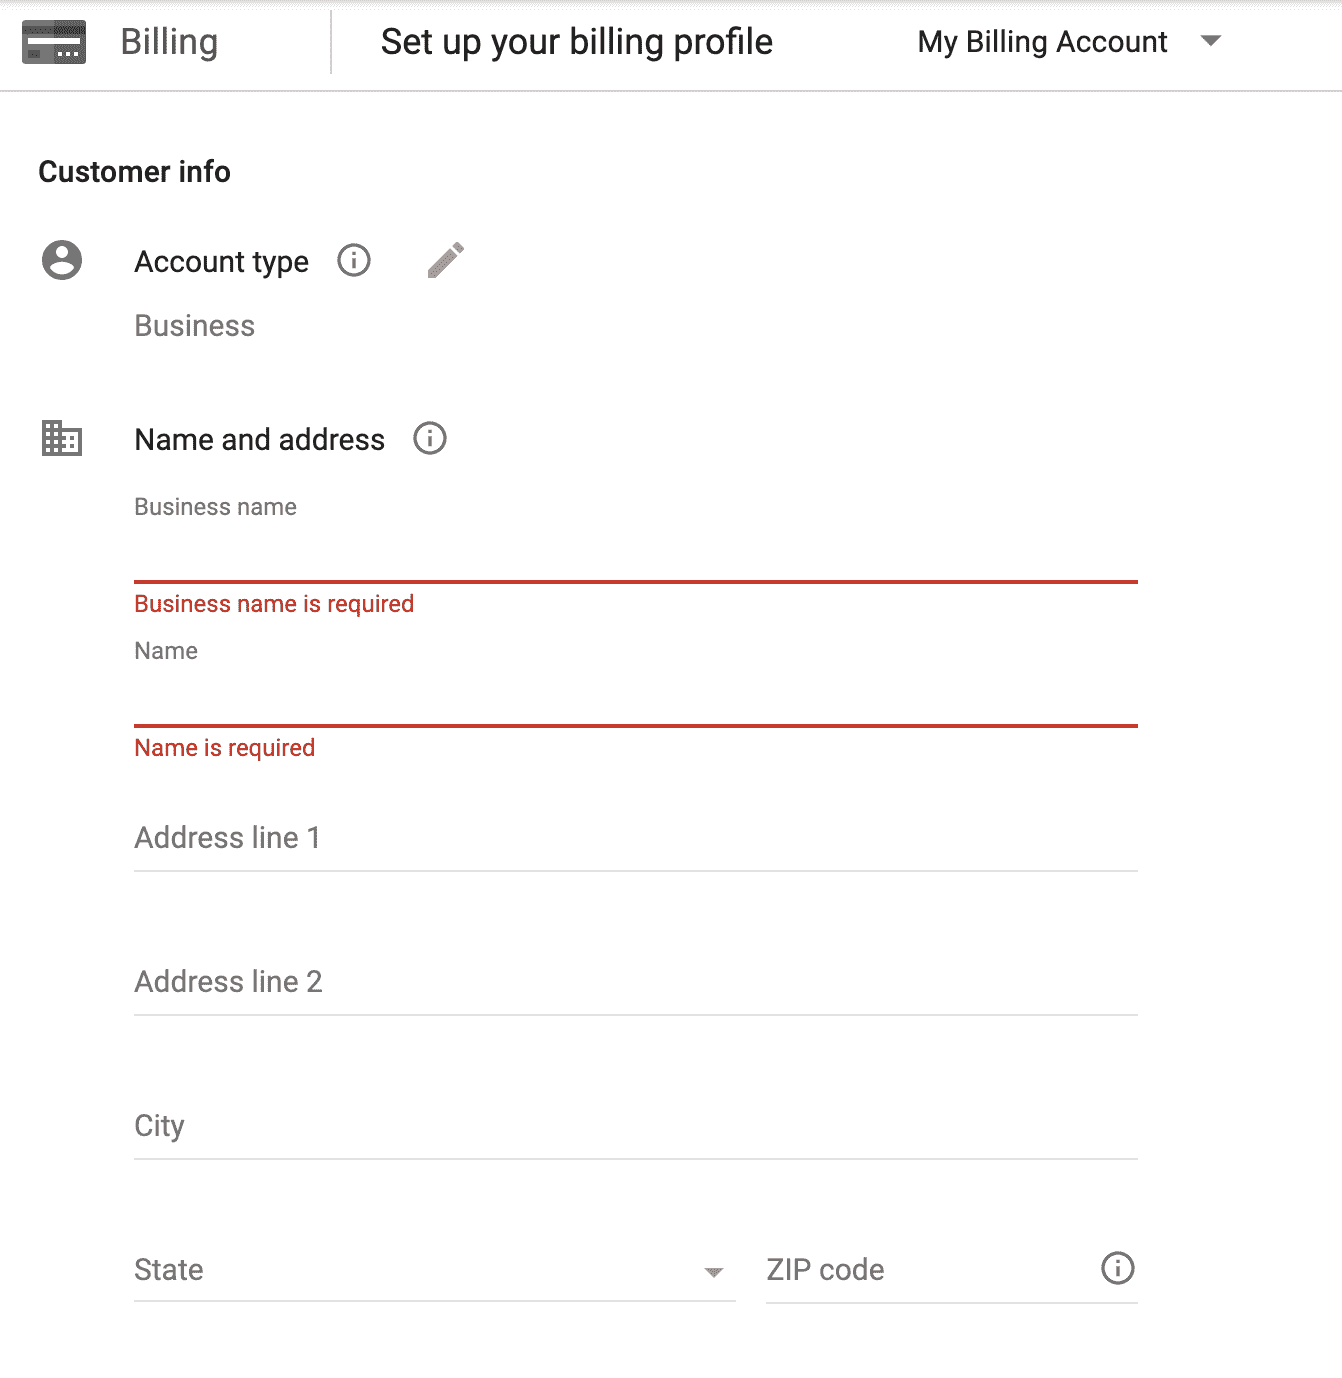 Billing
Set up your billing profile
My Billing Account
Customer info
Account type
Business
Name and address
Business name
Business name is required
Name
Name is required
Address line 1
Address line 2
City
State
ZIP code